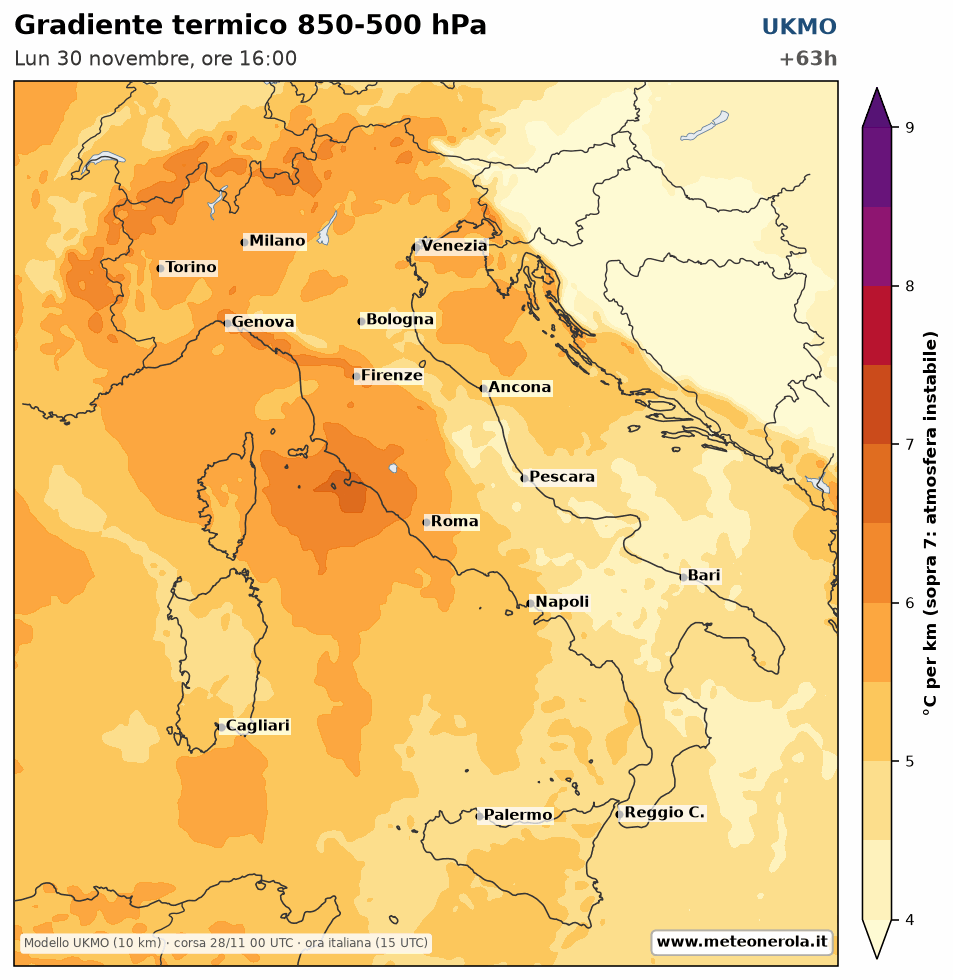 Gradiente termico 850-500 hPa
UKMO
Lun 30 novembre, ore 16:00
+63h
Milano
Venezia
Torino
Genova
Bologna
Firenze
Ancona
Pescara
Roma
Bari
Napoli
Cagliari
Palermo
Reggio C.
9
8
7
6
5
4
°C per km (sopra 7: atmosfera instabile)
Modello UKMO (10 km) · corsa 28/11 00 UTC · ora italiana (15 UTC)
www.meteonerola.it